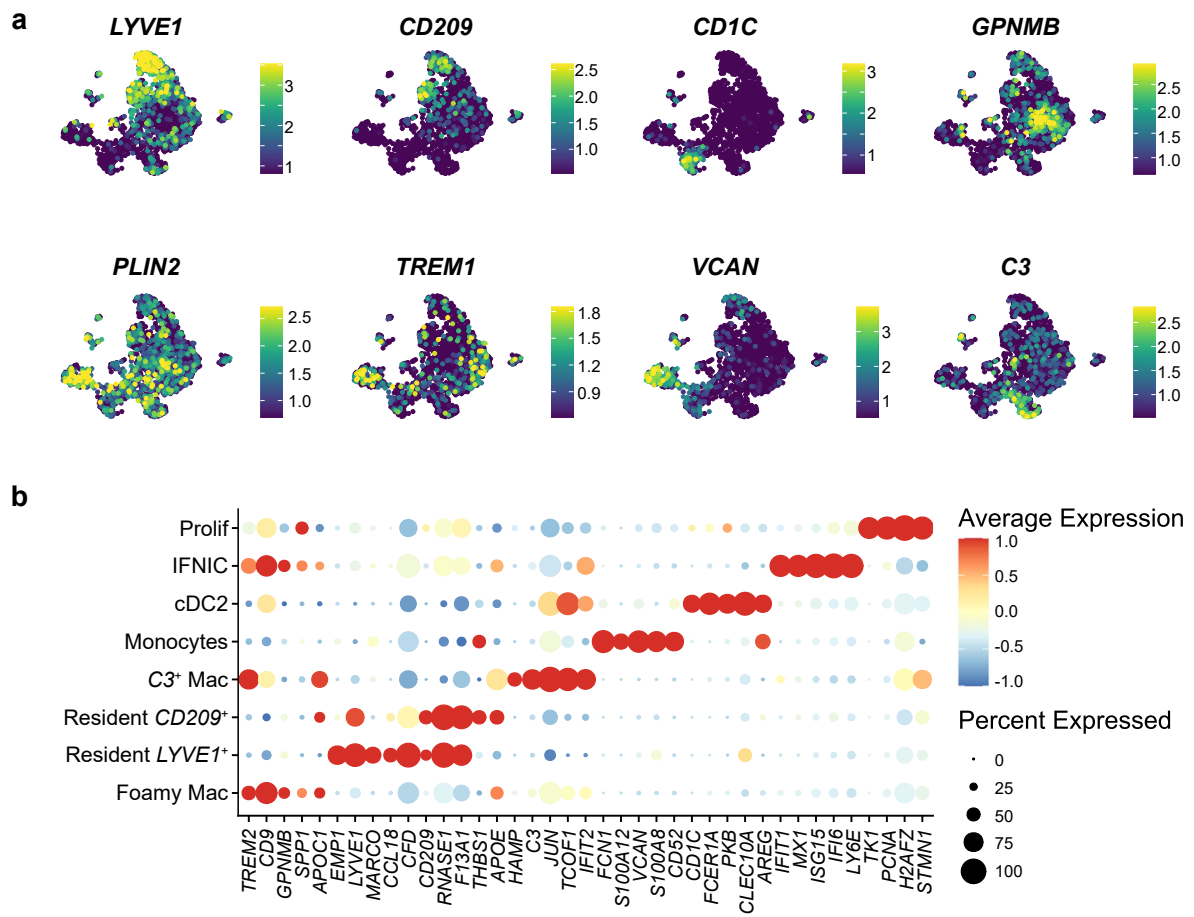 a
LYVE1
CD209
CD1C
GPNMB
3
2
1
2.5
2.0
1.5
1.0
3
2
1
2.5
2.0
1.5
1.0
PLIN2
TREM1
VCAN
C3
2.5
2.0
1.5
1.0
1.8
1.5
1.2
0.9
3
2
1
2.5
2.0
1.5
1.0
b
Prolif
IFNIC
cDC2
Monocytes
C3⁺ Mac
Resident CD209⁺
Resident LYVE1⁺
Foamy Mac
TREM2
CD9
GPNMB
SPP1
APOC1
EMP1
LYVE1
MARCO
CCL18
CFD
CD209
RNASE1
F13A1
THBS1
APOE
HAMP
C3
JUN
TCOF1
IFIT2
FCN1
S100A12
VCAN
S100A8
CD52
CD1C
FCER1A
PKB
CLEC10A
AREG
IFIT1
MX1
ISG15
IFI6
LY6E
TK1
PCNA
H2AFZ
STMN1
Average Expression
1.0
0.5
0.0
-0.5
-1.0
Percent Expressed
0
25
50
75
100